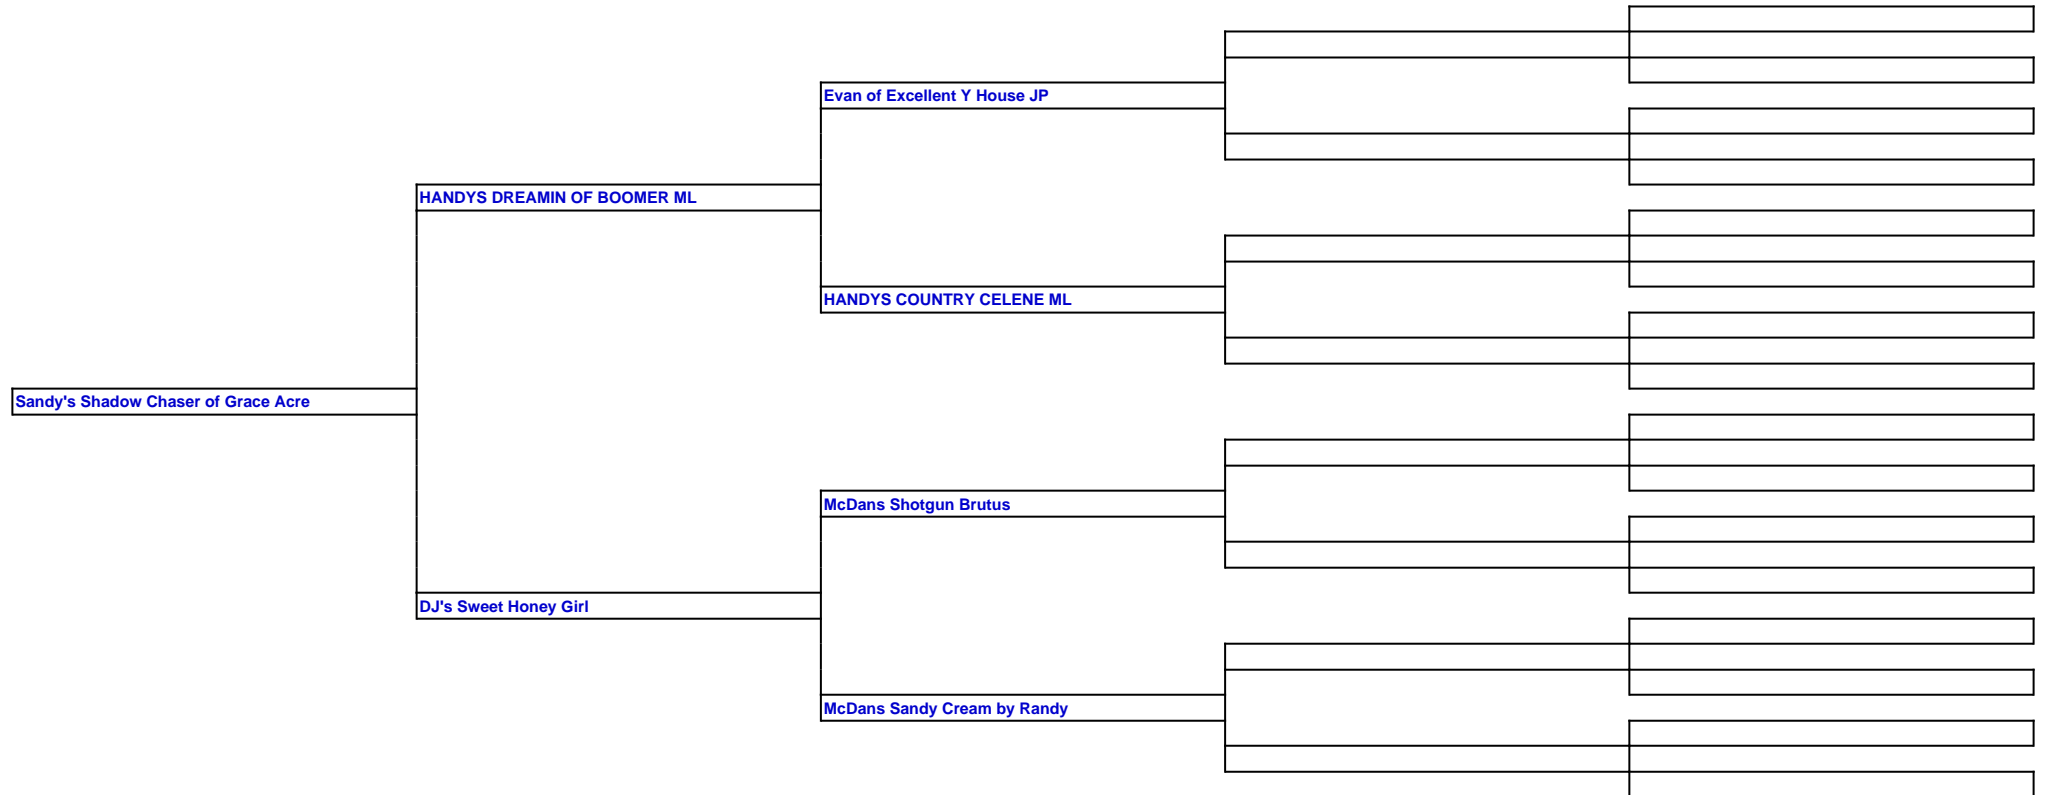 Evan of Excellent Y House JP
HANDYS DREAMIN OF BOOMER ML
HANDYS COUNTRY CELENE ML
Sandy's Shadow Chaser of Grace Acre
McDans Shotgun Brutus
DJ's Sweet Honey Girl
McDans Sandy Cream by Randy